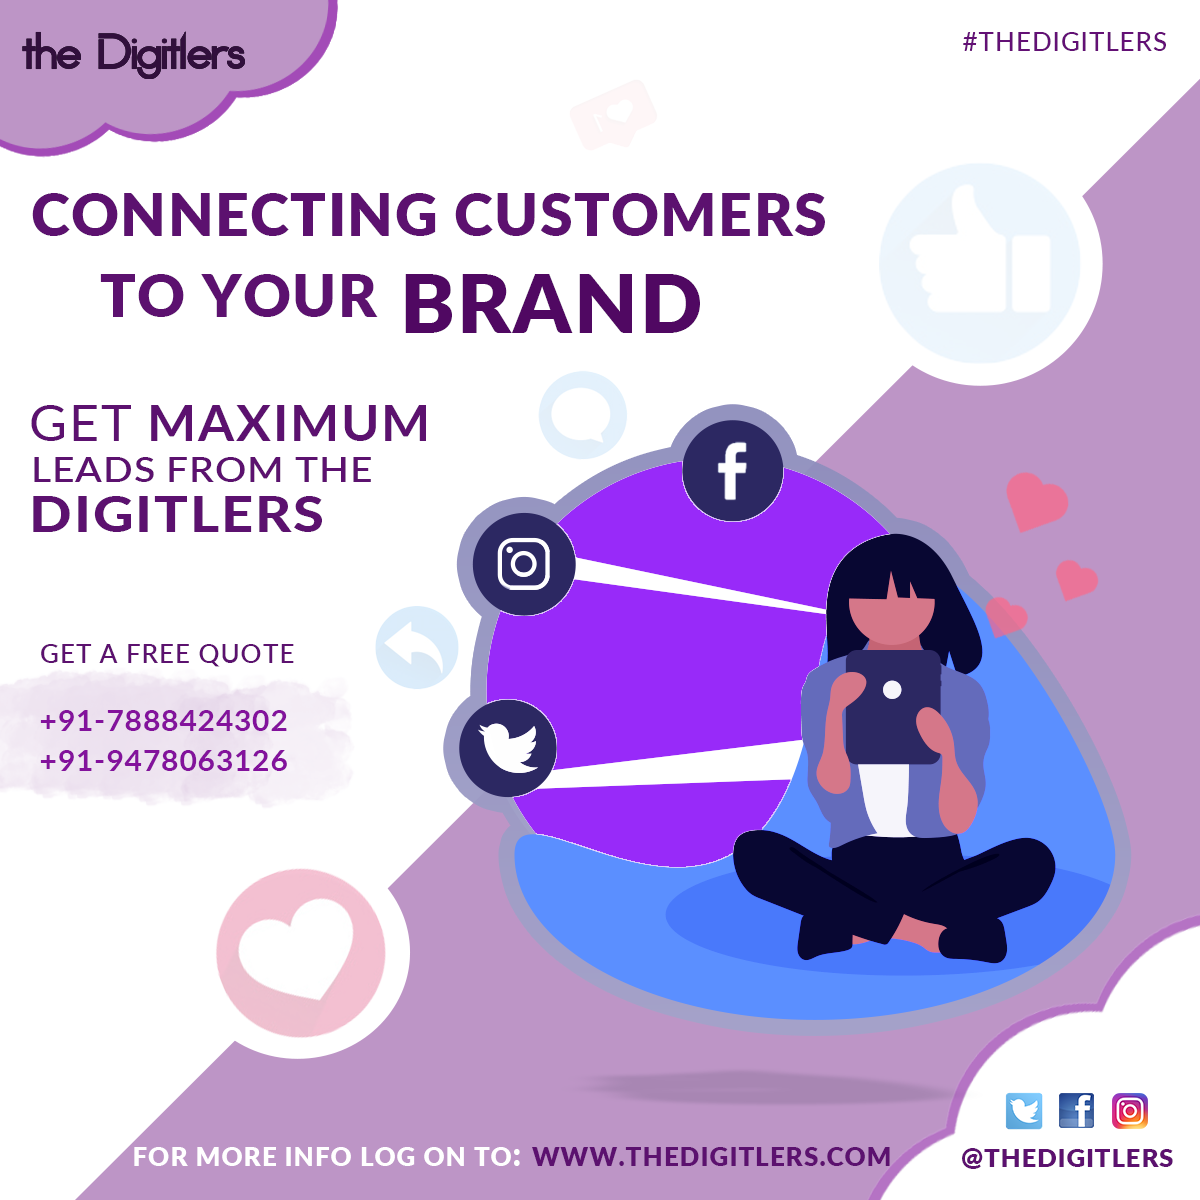 the Digitlers
#THEDIGITLERS
CONNECTING CUSTOMERS
TO YOUR BRAND
GET MAXIMUM
LEADS FROM THE
DIGITLERS
GET A FREE QUOTE
+91-7888424302
+91-9478063126
FOR MORE INFO LOG ON TO: WWW.THEDIGITLERS.COM
@THEDIGITLERS